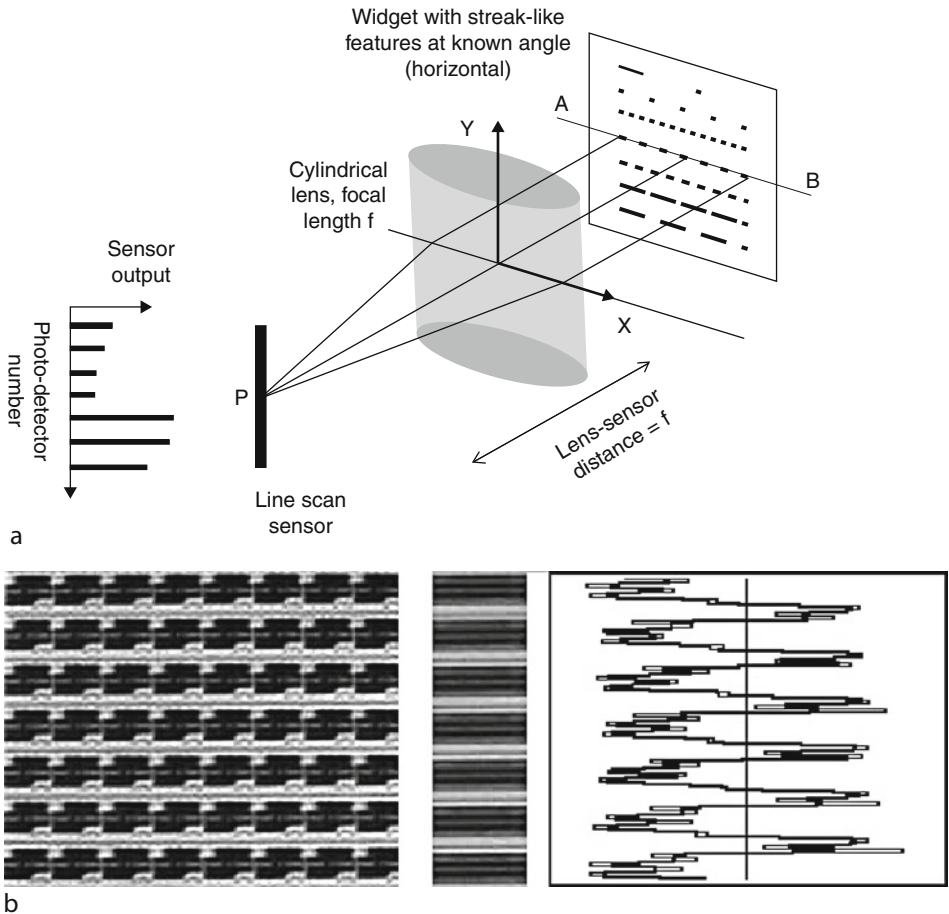 Widget with streak-like
features at known angle
(horizontal)
A
Y
B
Cylindrical
lens, focal
length f
Sensor
output
X
Photo-detector
number
P
Lens-sensor
distance = f
Line scan
sensor
a
b